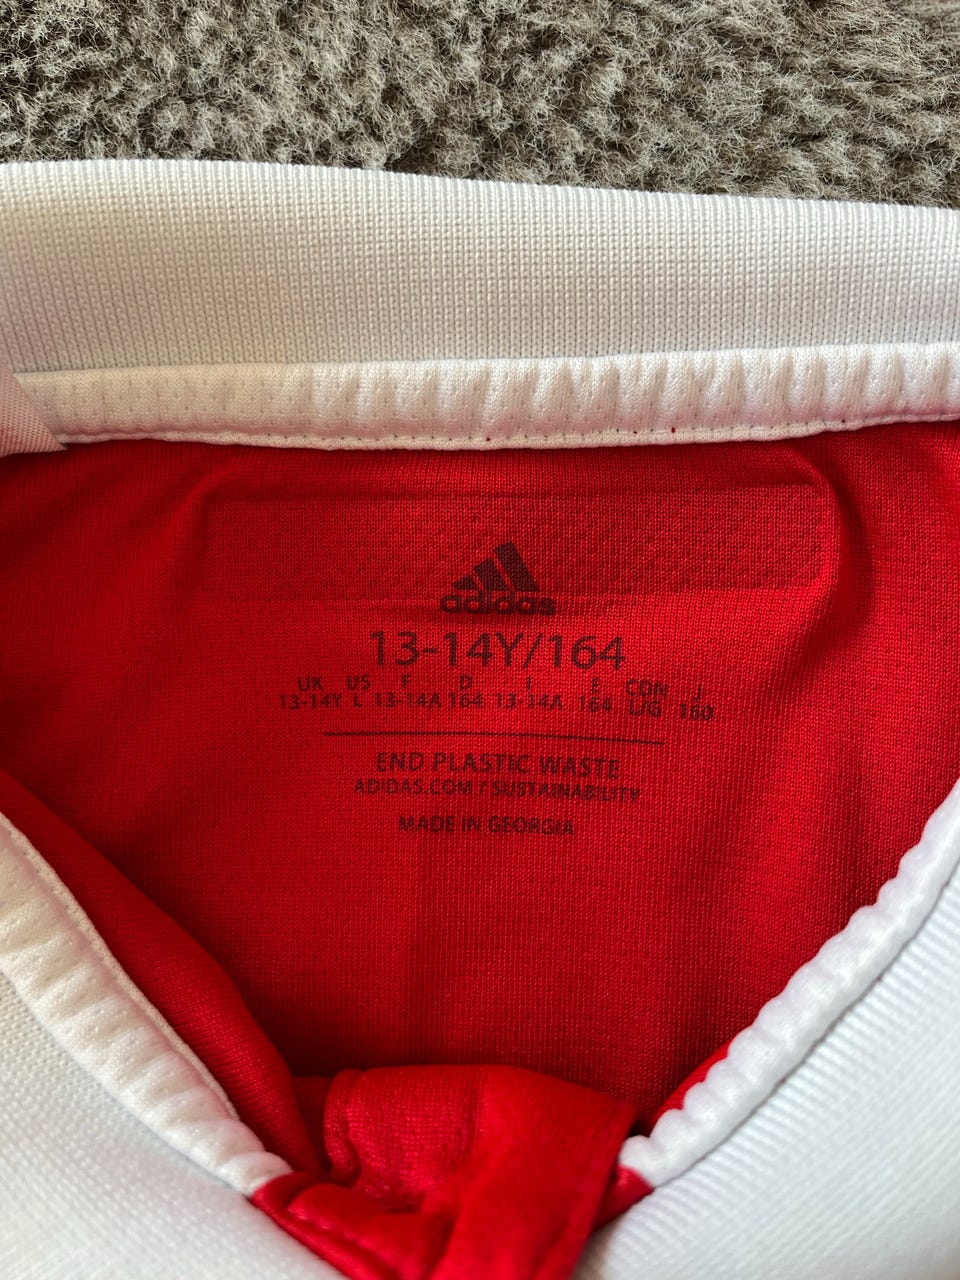 adidas
13-14Y/164
UK US F D I E CDN J
13-14Y L 13-14A 164 13-14A 164 L/G 160
END PLASTIC WASTE
ADIDAS.COM / SUSTAINABILITY
MADE IN GEORGIA